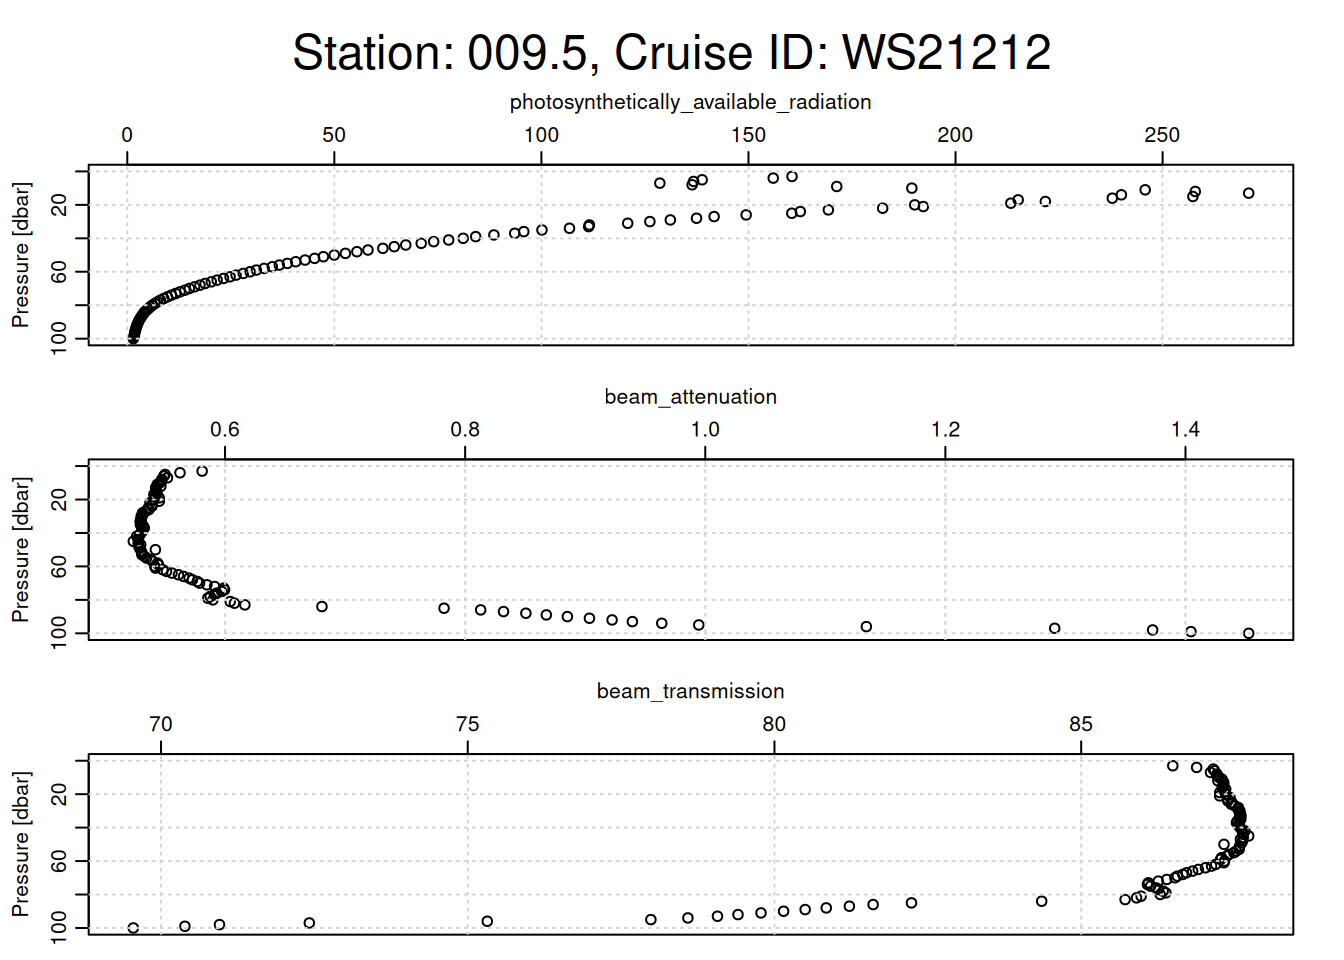 Station: 009.5, Cruise ID: WS21212
photosynthetically_available_radiation
0 50 100 150 200 250
Pressure [dbar]
20
60
100
beam_attenuation
0.6 0.8 1.0 1.2 1.4
Pressure [dbar]
20
60
100
beam_transmission
70 75 80 85
Pressure [dbar]
20
60
100